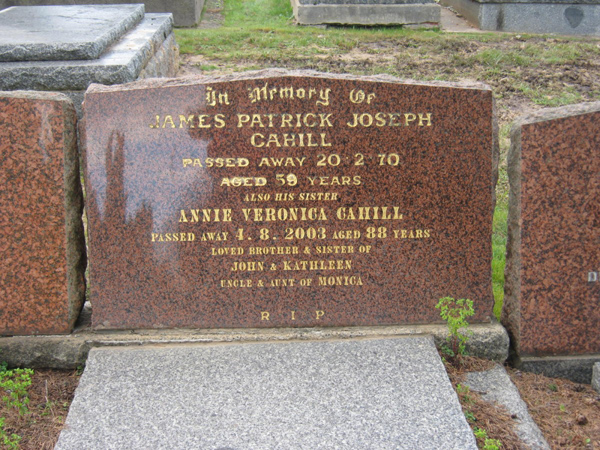 In Memory Of
JAMES PATRICK JOSEPH
CAHILL
PASSED AWAY 20·2·70
AGED 59 YEARS
ALSO HIS SISTER
ANNIE VERONICA CAHILL
PASSED AWAY 4. 8. 2003 AGED 88 YEARS
LOVED BROTHER & SISTER OF
JOHN & KATHLEEN
UNCLE & AUNT OF MONICA
R I P